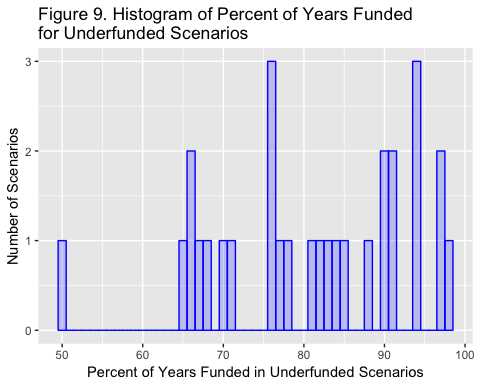 Figure 9. Histogram of Percent of Years Funded
for Underfunded Scenarios
3
2
1
0
Number of Scenarios
50 60 70 80 90 100
Percent of Years Funded in Underfunded Scenarios